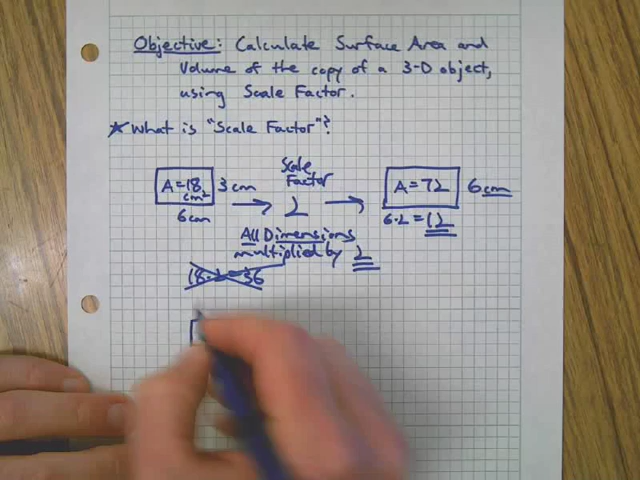 Objective: Calculate Surface Area and
Volume of the copy of a 3-D object,
using Scale Factor.
★What is "Scale Factor"?
Scale
Factor
A=18 cm² 3cm → 2 → A=72 6cm
6cm 6·2=12
All Dimensions
multiplied by 2
18·2=36